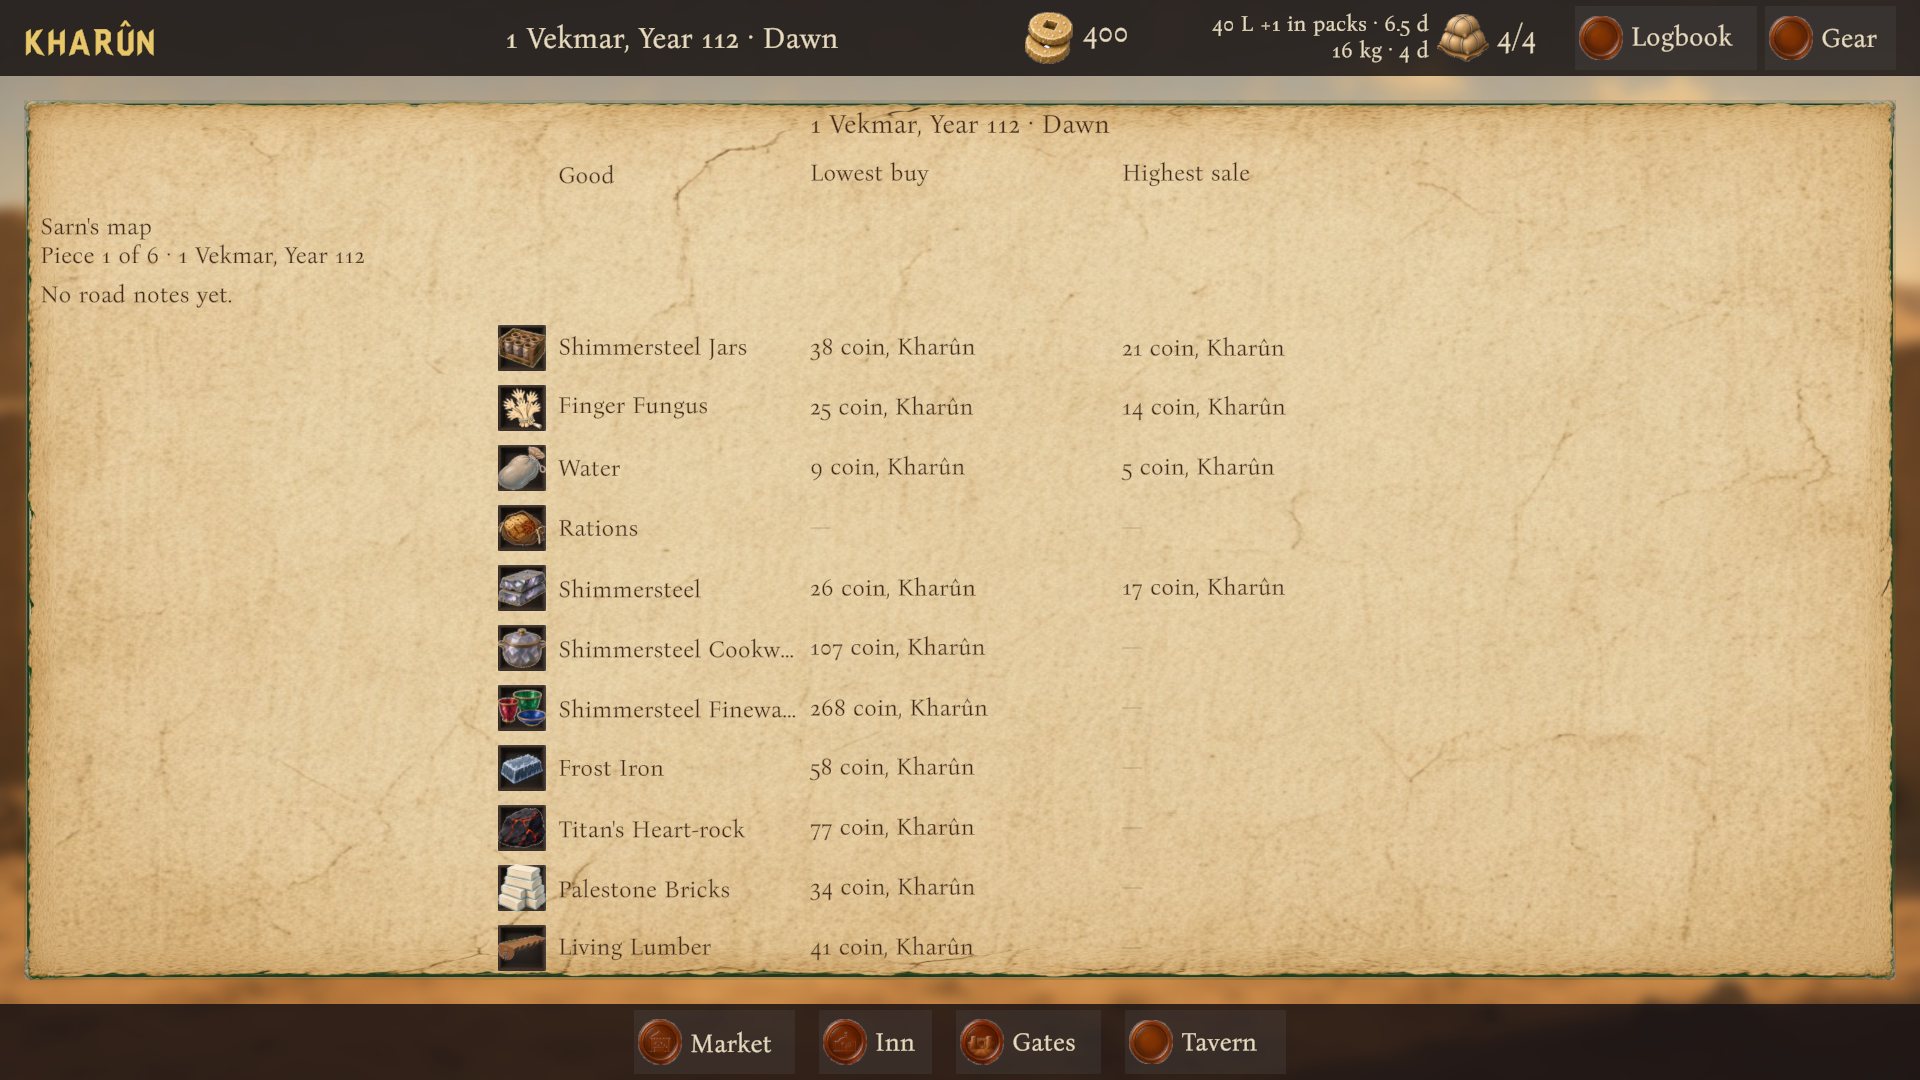 KHARÛN
1 Vekmar, Year 112 · Dawn
400
40 L +1 in packs · 6.5 d
16 kg · 4 d
4/4
Logbook
Gear
1 Vekmar, Year 112 · Dawn
Good Lowest buy Highest sale
Sarn's map
Piece 1 of 6 · 1 Vekmar, Year 112
No road notes yet.
Shimmersteel Jars 38 coin, Kharûn 21 coin, Kharûn
Finger Fungus 25 coin, Kharûn 14 coin, Kharûn
Water 9 coin, Kharûn 5 coin, Kharûn
Rations — —
Shimmersteel 26 coin, Kharûn 17 coin, Kharûn
Shimmersteel Cookw... 107 coin, Kharûn —
Shimmersteel Finewa... 268 coin, Kharûn —
Frost Iron 58 coin, Kharûn —
Titan's Heart-rock 77 coin, Kharûn —
Palestone Bricks 34 coin, Kharûn —
Living Lumber 41 coin, Kharûn —
Market
Inn
Gates
Tavern